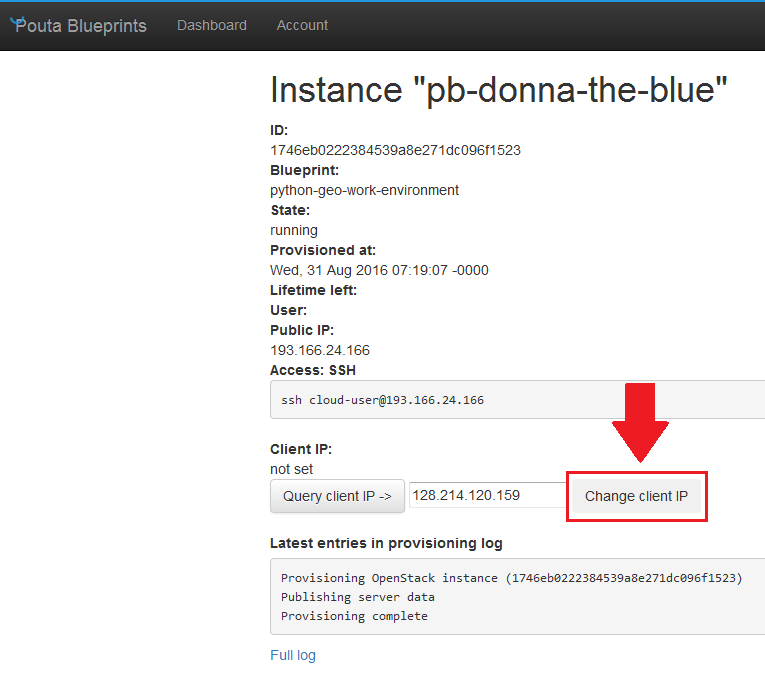 Pouta Blueprints Dashboard Account
Instance "pb-donna-the-blue"
ID:
1746eb0222384539a8e271dc096f1523
Blueprint:
python-geo-work-environment
State:
running
Provisioned at:
Wed, 31 Aug 2016 07:19:07 -0000
Lifetime left:
User:
Public IP:
193.166.24.166
Access: SSH
ssh cloud-user@193.166.24.166
Client IP:
not set
Query client IP -> 128.214.120.159 Change client IP
Latest entries in provisioning log
Provisioning OpenStack instance (1746eb0222384539a8e271dc096f1523)
Publishing server data
Provisioning complete
Full log